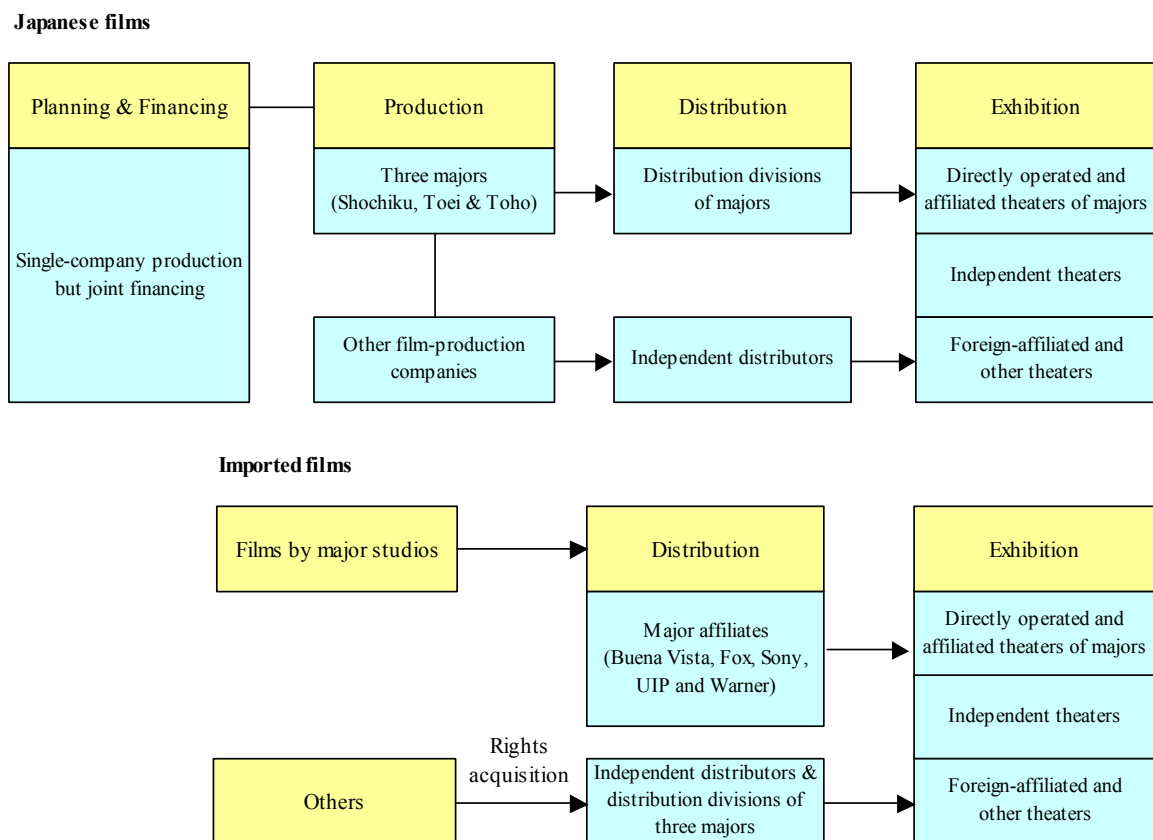 Japanese films
Planning & Financing
Production
Distribution
Exhibition
Single-company production
but joint financing
Three majors
(Shochiku, Toei & Toho)
Distribution divisions
of majors
Directly operated and
affiliated theaters of majors
Independent theaters
Other film-production
companies
Independent distributors
Foreign-affiliated and
other theaters
Imported films
Films by major studios
Distribution
Exhibition
Major affiliates
(Buena Vista, Fox, Sony,
UIP and Warner)
Directly operated and
affiliated theaters of majors
Independent theaters
Others
Rights
acquisition
Independent distributors &
distribution divisions of
three majors
Foreign-affiliated and
other theaters